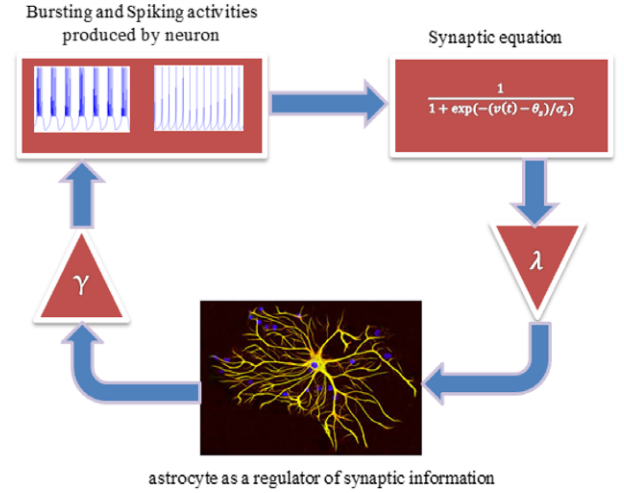 Bursting and Spiking activities
produced by neuron
Synaptic equation
1
1 + exp(−(v(t) − θₛ)/σₛ)
λ
γ
astrocyte as a regulator of synaptic information